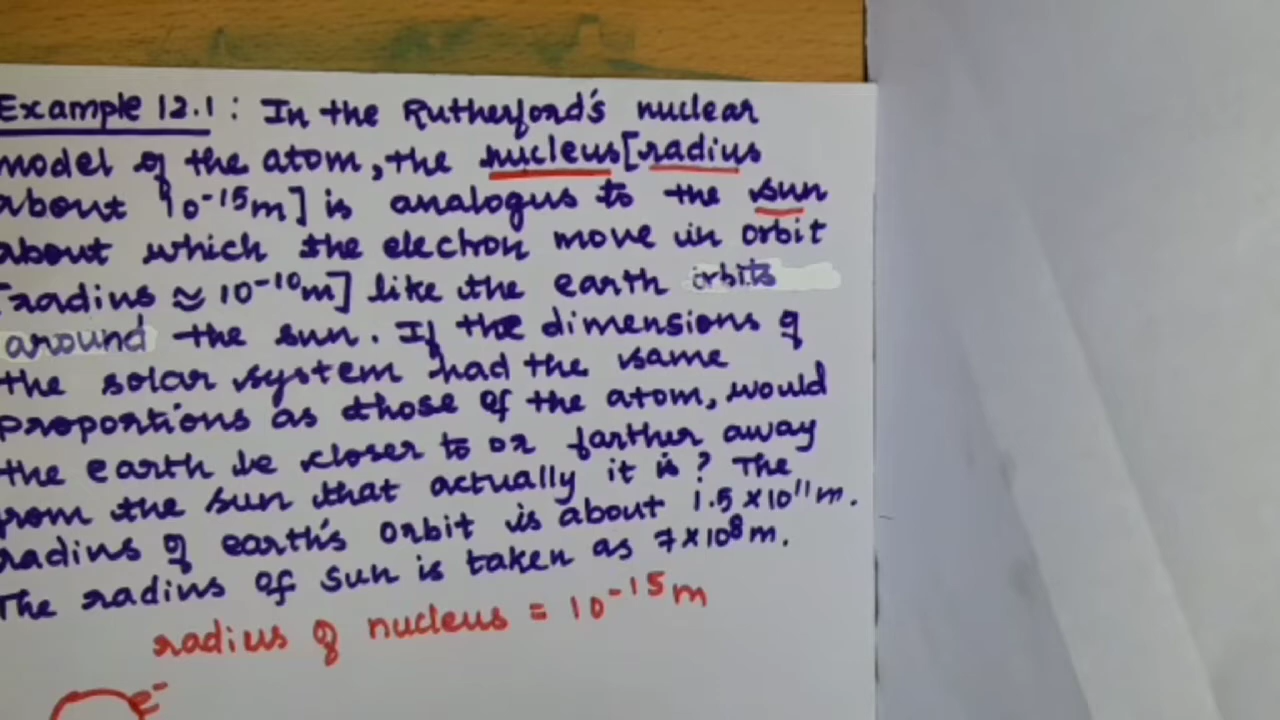 Example 12.1 : In the Rutherford's nuclear
model of the atom, the nucleus [radius
about 10⁻¹⁵m] is analogus to the sun
about which the electron move in orbit
[radius ≈ 10⁻¹⁰m] like the earth orbits
around the sun. If the dimensions of
the solar system had the same
proportions as those of the atom, would
the earth be closer to or farther away
from the sun that actually it is? The
radius of earth's orbit is about 1.5 × 10¹¹m.
The radius of sun is taken as 7 × 10⁸m.
radius of nucleus = 10⁻¹⁵m
e⁻